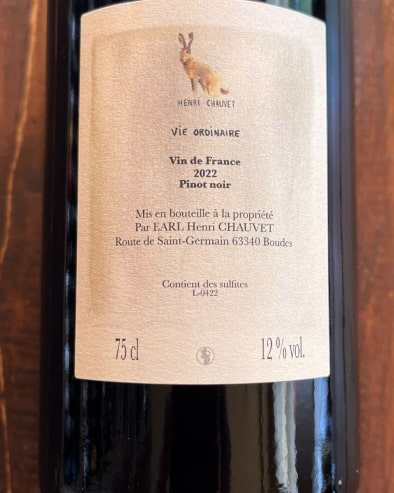 HENRI CHAUVET
VIE ORDINAIRE
Vin de France
2022
Pinot noir
Mis en bouteille à la propriété
Par EARL Henri CHAUVET
Route de Saint-Germain 63340 Boudes
Contient des sulfites
L-0422
75 cl
12 % vol.